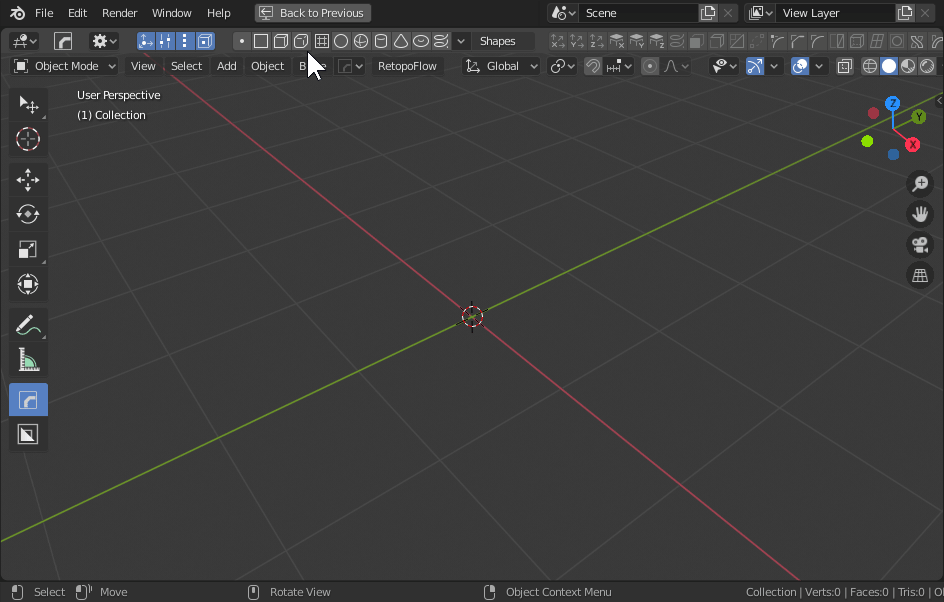 File Edit Render Window Help Back to Previous Scene View Layer
Shapes
Object Mode View Select Add Object RetopoFlow Global
User Perspective
(1) Collection
Z
Y
X
Select Move Rotate View Object Context Menu Collection | Verts:0 | Faces:0 | Tris:0 |